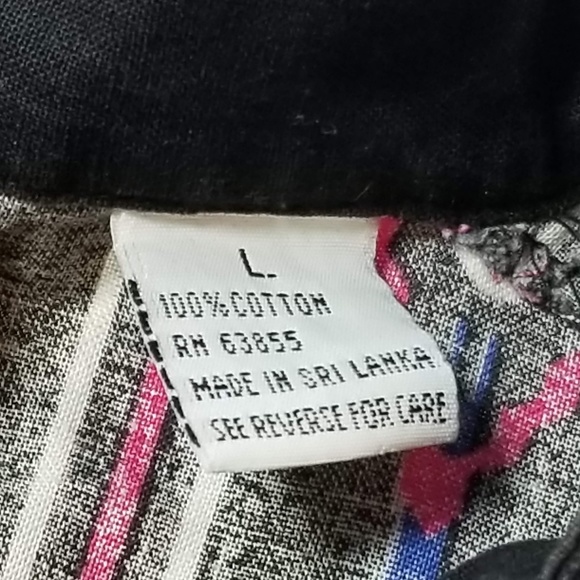 L.
100% COTTON
RN 63855
MADE IN SRI LANKA
SEE REVERSE FOR CARE